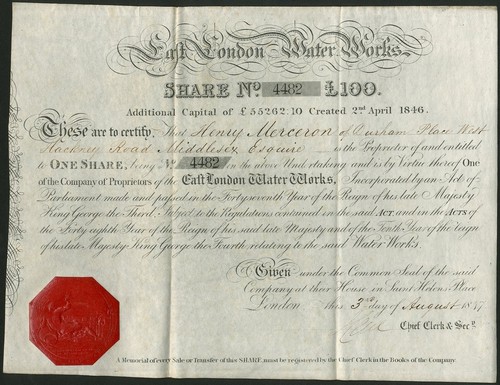 East London Water Works.
SHARE No. 4482 £100.
Additional Capital of £55262:10 Created 2nd April 1846.
These are to certify, That Henry Merceron of Durham Place West
Hackney Road Middlesex Esquire is the Proprietor of and entitled
to ONE SHARE, being No. 4482 in the above Undertaking and is by Virtue thereof One
of the Company of Proprietors of the East London Water Works, Incorporated by an Act of
Parliament made and passed in the Forty seventh Year of the Reign of his late Majesty
King George the Third; Subject to the Regulations contained in the said ACT, and in the ACTS of
the Forty eighth Year of the Reign of his said late Majesty and of the Tenth Year of the reign
of his late Majesty King George the Fourth relating to the said Water Works.
Given under the Common Seal of the said
Company at their House in Saint Helens Place
London this 3rd day of August 1847
Chief Clerk & Secy.
A Memorial of every Sale or Transfer of this SHARE, must be registered by the Chief Clerk in the Books of the Company.